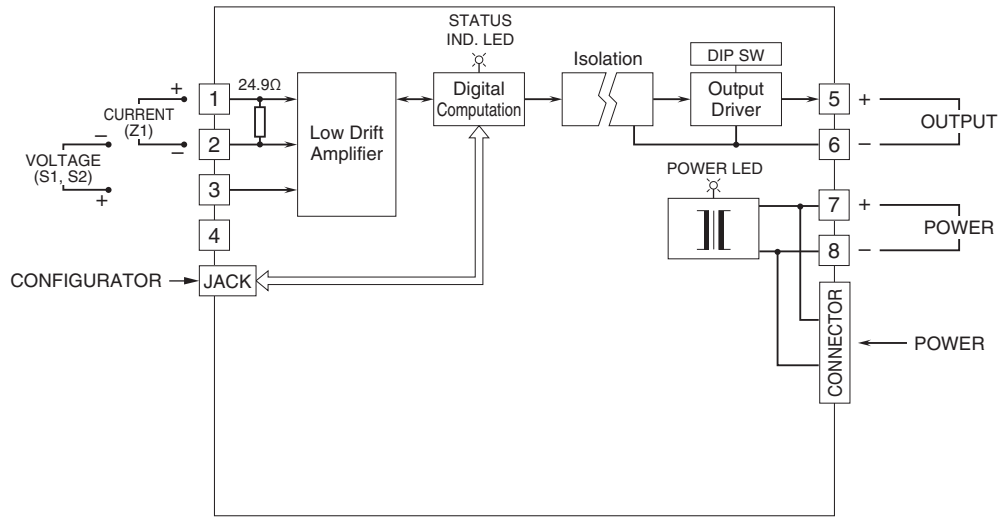 STATUS
IND. LED
Isolation
DIP SW
24.9Ω
Digital
Computation
Output
Driver
Low Drift
Amplifier
1
2
3
4
+
CURRENT
(Z1)
−
−
VOLTAGE
(S1, S2)
+
5
+
OUTPUT
6
−
POWER LED
7
+
POWER
8
−
CONFIGURATOR
JACK
CONNECTOR
POWER